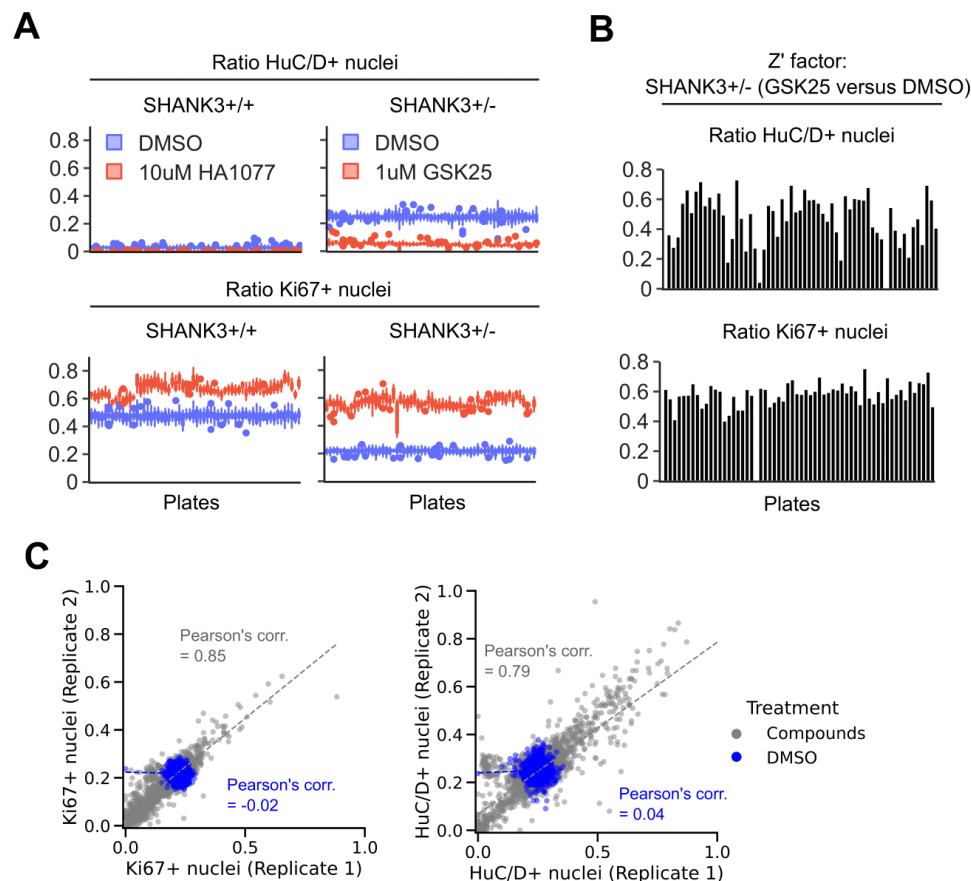 A
Ratio HuC/D+ nuclei
SHANK3+/+
SHANK3+/-
0.8
0.6
0.4
0.2
0
DMSO
10uM HA1077
DMSO
1uM GSK25
Ratio Ki67+ nuclei
SHANK3+/+
SHANK3+/-
0.8
0.6
0.4
0.2
0
Plates
Plates
B
Z' factor:
SHANK3+/- (GSK25 versus DMSO)
Ratio HuC/D+ nuclei
0.8
0.6
0.4
0.2
0
Ratio Ki67+ nuclei
0.8
0.6
0.4
0.2
0
Plates
C
Ki67+ nuclei (Replicate 2)
1.0
0.8
0.6
0.4
0.2
0.0
Pearson's corr.
= 0.85
Pearson's corr.
= -0.02
0.0 0.5 1.0
Ki67+ nuclei (Replicate 1)
HuC/D+ nuclei (Replicate 2)
1.0
0.8
0.6
0.4
0.2
0.0
Pearson's corr.
= 0.79
Pearson's corr.
= 0.04
0.0 0.5 1.0
HuC/D+ nuclei (Replicate 1)
Treatment
Compounds
DMSO